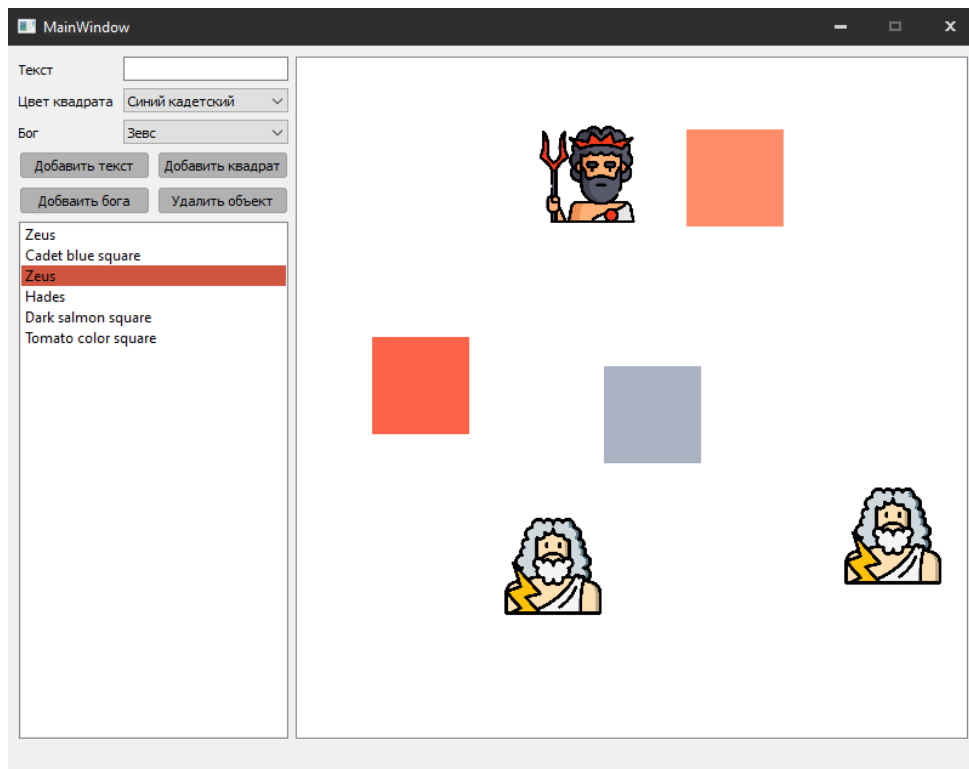 MainWindow
Текст
Цвет квадрата Синий кадетский
Бог Зевс
Добавить текст Добавить квадрат
Добваить бога Удалить объект
Zeus
Cadet blue square
Zeus
Hades
Dark salmon square
Tomato color square